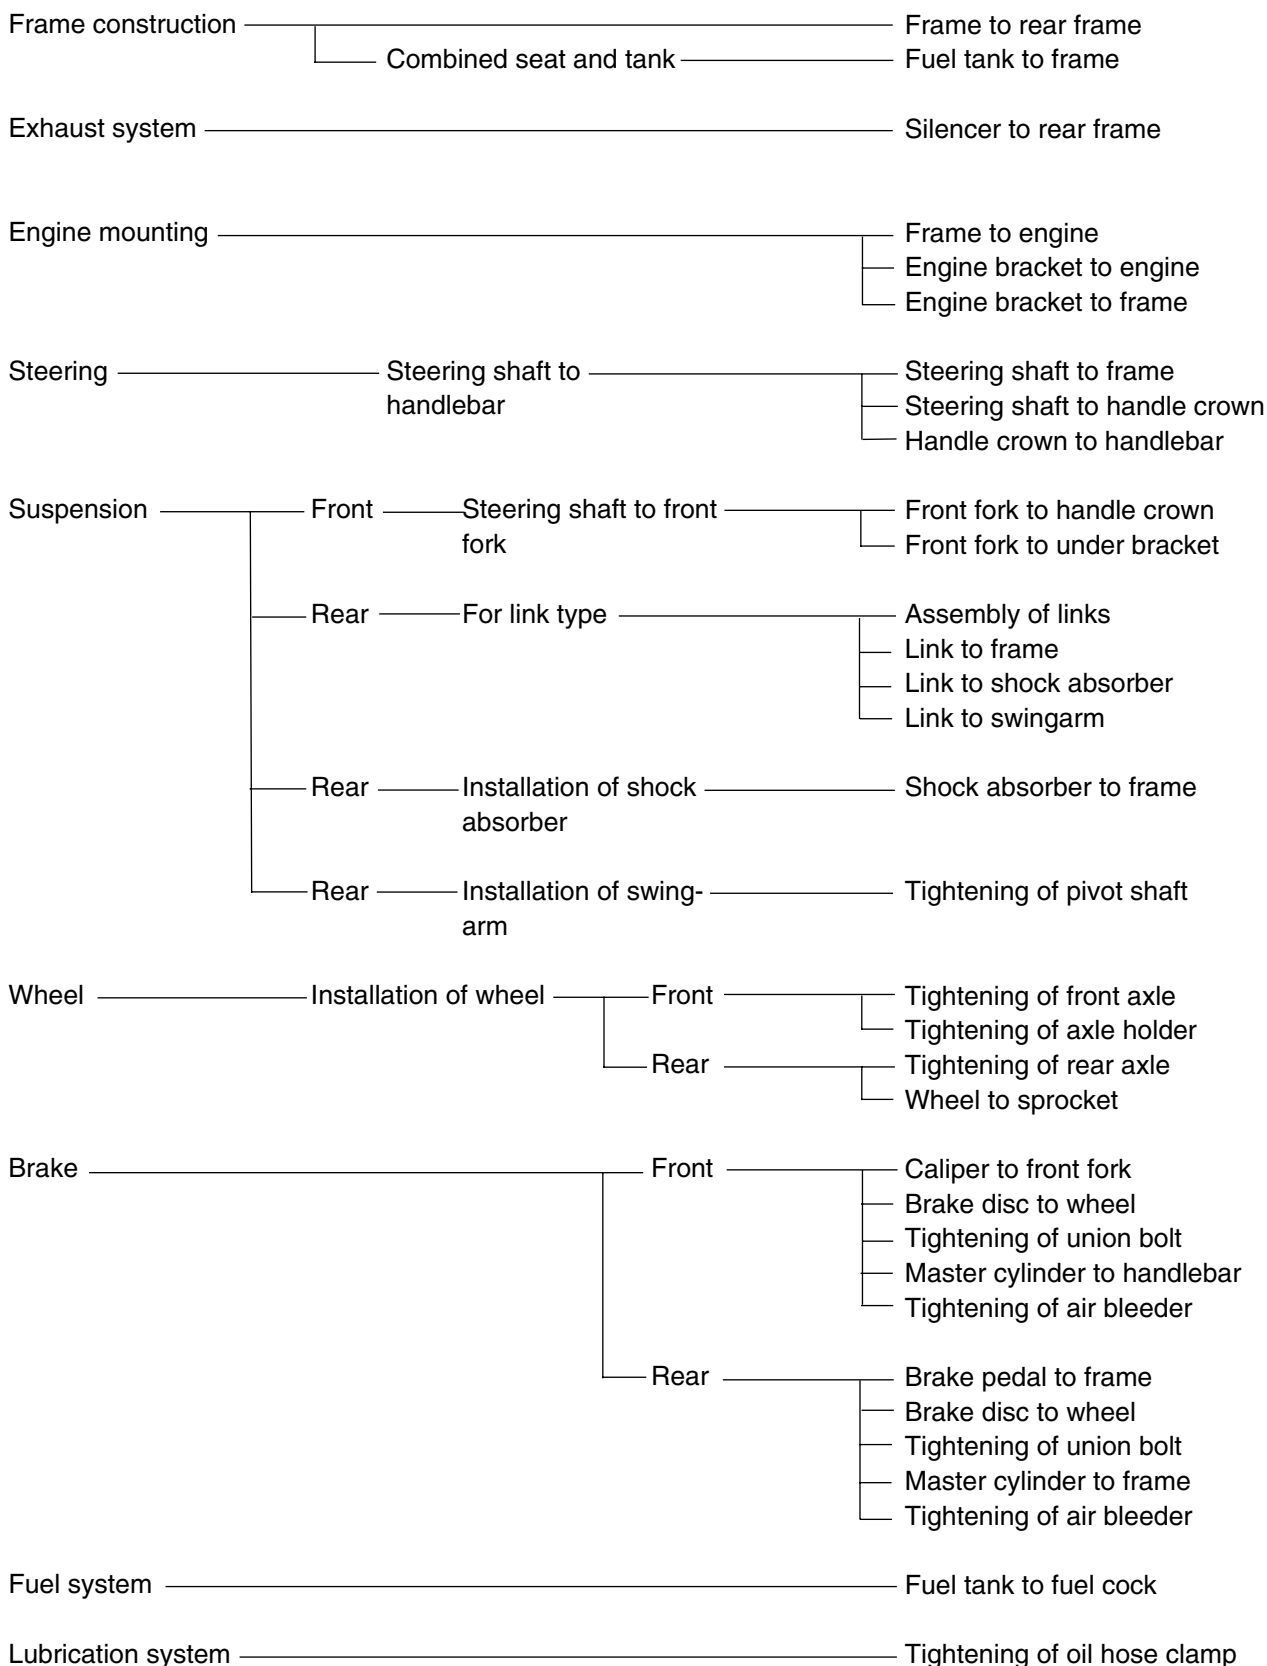 Frame construction Frame to rear frame
Combined seat and tank Fuel tank to frame
Exhaust system Silencer to rear frame
Engine mounting Frame to engine
Engine bracket to engine
Engine bracket to frame
Steering Steering shaft to Steering shaft to frame
handlebar Steering shaft to handle crown
Handle crown to handlebar
Suspension Front Steering shaft to front Front fork to handle crown
fork Front fork to under bracket
Rear For link type Assembly of links
Link to frame
Link to shock absorber
Link to swingarm
Rear Installation of shock Shock absorber to frame
absorber
Rear Installation of swing- Tightening of pivot shaft
arm
Wheel Installation of wheel Front Tightening of front axle
Tightening of axle holder
Rear Tightening of rear axle
Wheel to sprocket
Brake Front Caliper to front fork
Brake disc to wheel
Tightening of union bolt
Master cylinder to handlebar
Tightening of air bleeder
Rear Brake pedal to frame
Brake disc to wheel
Tightening of union bolt
Master cylinder to frame
Tightening of air bleeder
Fuel system Fuel tank to fuel cock
Lubrication system Tightening of oil hose clamp